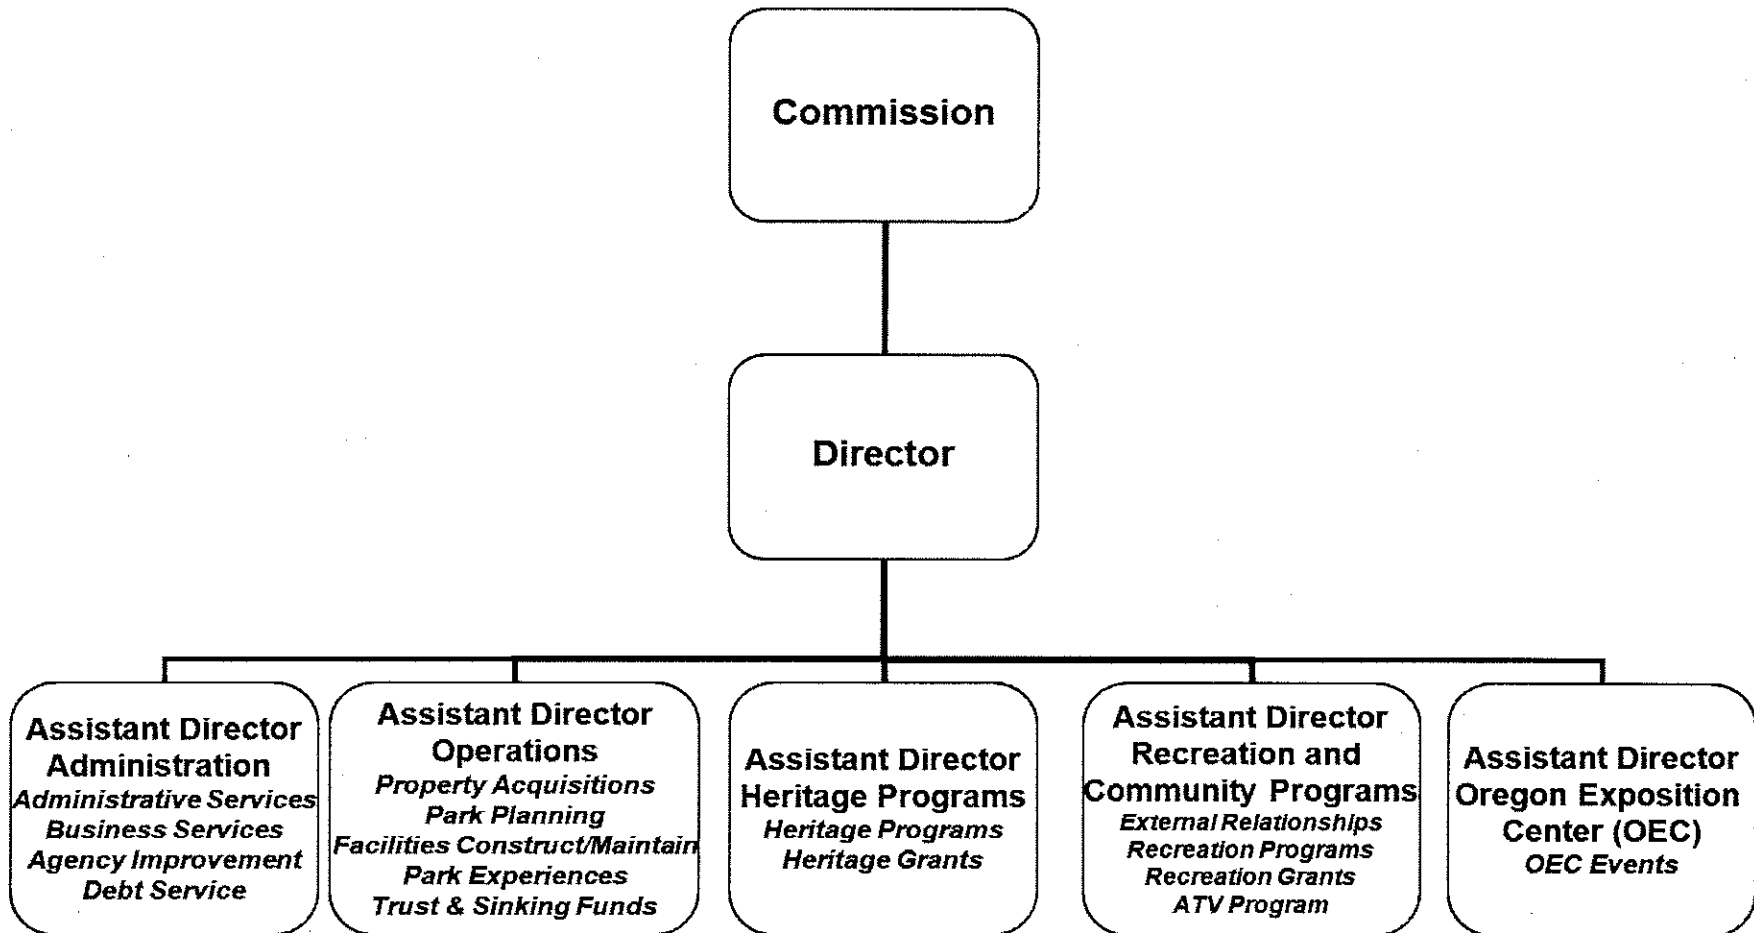 Commission
Director
Assistant Director
Administration
Administrative Services
Business Services
Agency Improvement
Debt Service
Assistant Director
Operations
Property Acquisitions
Park Planning
Facilities Construct/Maintain
Park Experiences
Trust & Sinking Funds
Assistant Director
Heritage Programs
Heritage Programs
Heritage Grants
Assistant Director
Recreation and
Community Programs
External Relationships
Recreation Programs
Recreation Grants
ATV Program
Assistant Director
Oregon Exposition
Center (OEC)
OEC Events